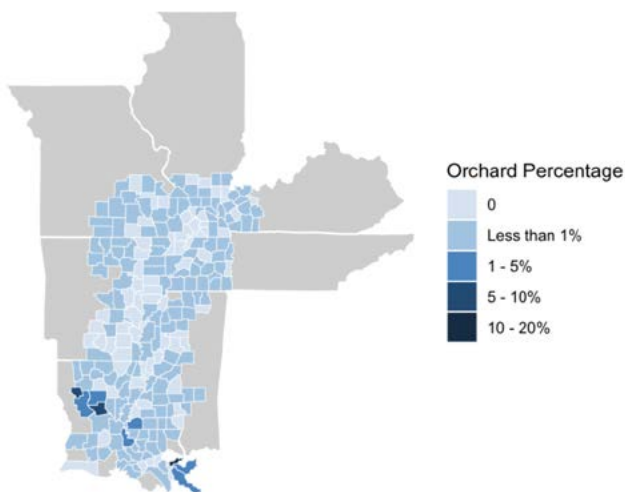 Orchard Percentage
0
Less than 1%
1 - 5%
5 - 10%
10 - 20%